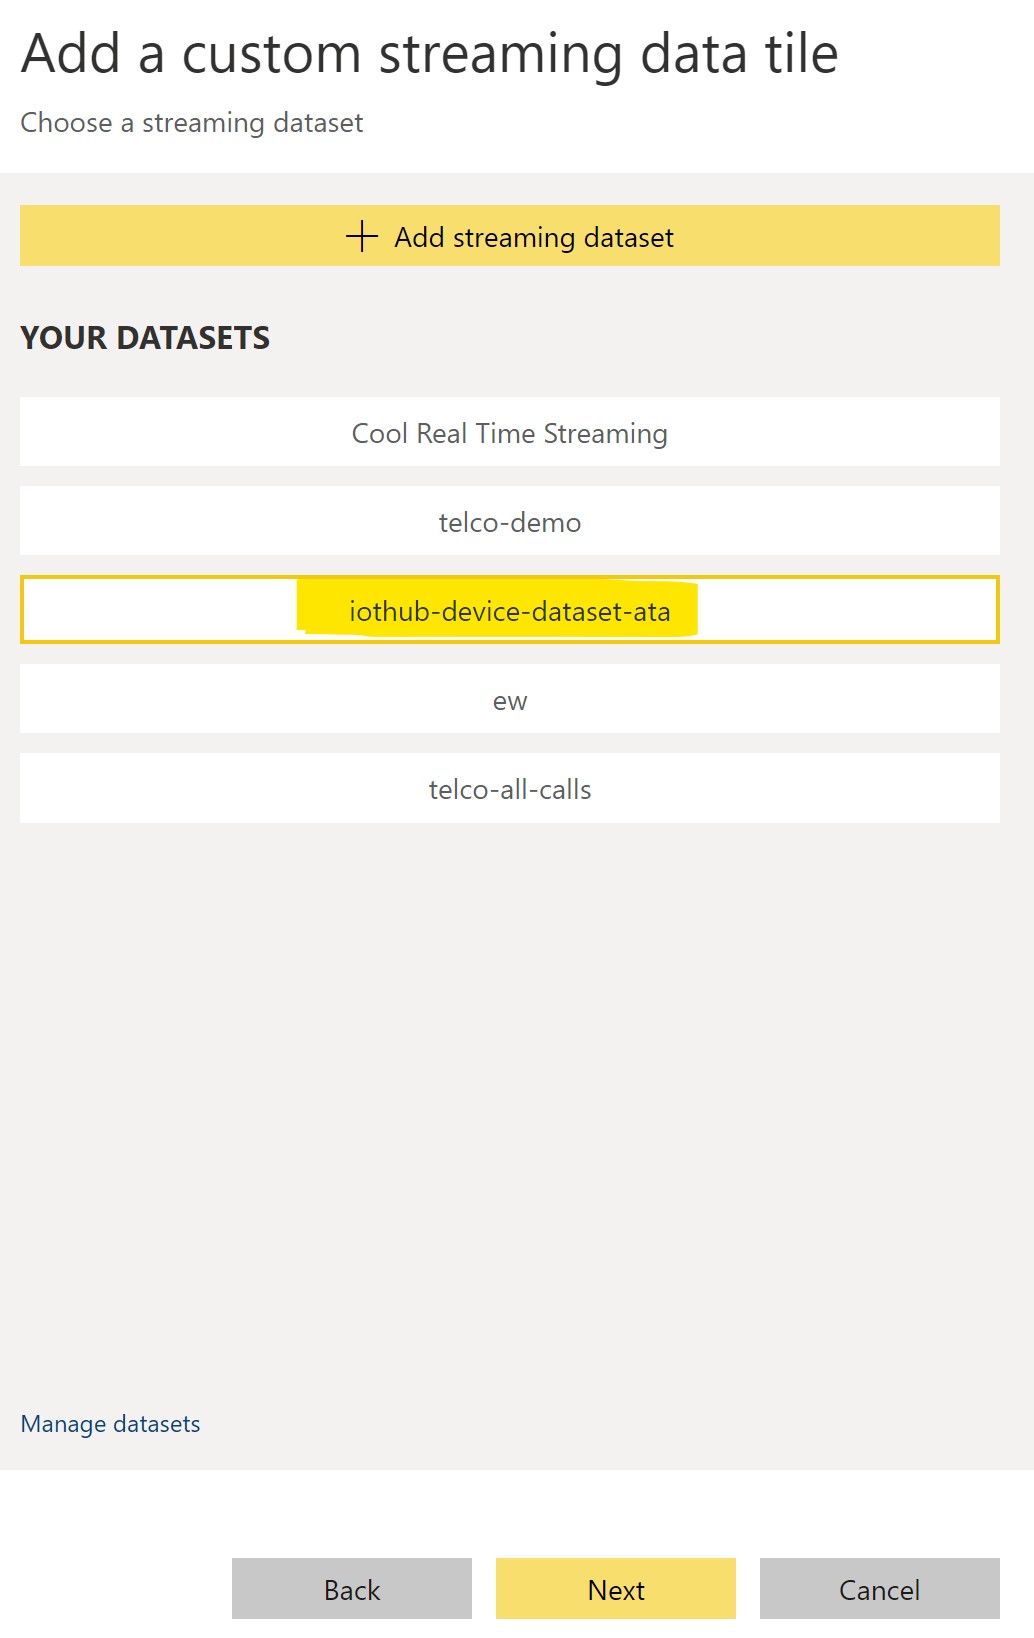 Add a custom streaming data tile
Choose a streaming dataset
Add streaming dataset
YOUR DATASETS
Cool Real Time Streaming
telco-demo
iothub-device-dataset-ata
ew
telco-all-calls
Manage datasets
Back Next Cancel